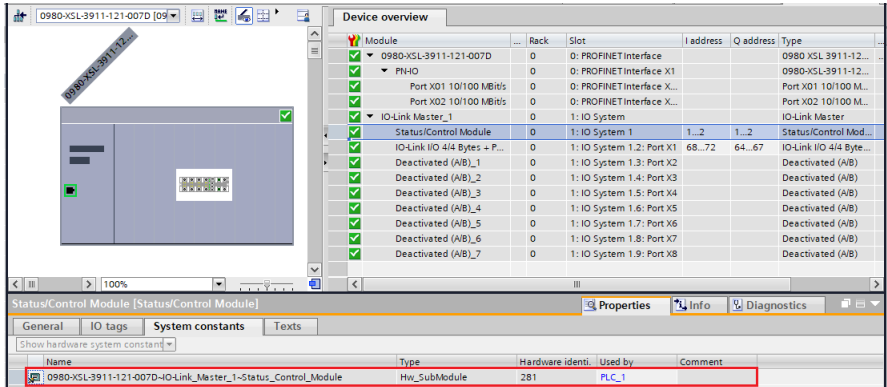 0980-XSL-3911-121-007D [09
Device overview
Module ... Rack Slot I address Q address Type ...
0980-XSL-3911-121-007D 0 0: PROFINET Interface 0980 XSL 3911-12...
PN-IO 0 0: PROFINET Interface X1 0980-XSL-3911-12...
Port X01 10/100 MBit/s 0 0: PROFINET Interface X... Port X01 10/100 M...
Port X02 10/100 MBit/s 0 0: PROFINET Interface X... Port X02 10/100 M...
IO-Link Master_1 0 1: IO System IO-Link Master
Status/Control Module 0 1: IO System 1 1...2 1...2 Status/Control Mod...
IO-Link I/O 4/4 Bytes + P... 0 1: IO System 1.2: Port X1 68...72 64...67 IO-Link I/O 4/4 Byte...
Deactivated (A/B)_1 0 1: IO System 1.3: Port X2 Deactivated (A/B)
Deactivated (A/B)_2 0 1: IO System 1.4: Port X3 Deactivated (A/B)
Deactivated (A/B)_3 0 1: IO System 1.5: Port X4 Deactivated (A/B)
Deactivated (A/B)_4 0 1: IO System 1.6: Port X5 Deactivated (A/B)
Deactivated (A/B)_5 0 1: IO System 1.7: Port X6 Deactivated (A/B)
Deactivated (A/B)_6 0 1: IO System 1.8: Port X7 Deactivated (A/B)
Deactivated (A/B)_7 0 1: IO System 1.9: Port X8 Deactivated (A/B)
0980-XSL-3911-12...
100%
Status/Control Module [Status/Control Module]
Properties Info Diagnostics
General IO tags System constants Texts
Show hardware system constant
Name Type Hardware identi. Used by Comment
0980-XSL-3911-121-007D~IO-Link_Master_1~Status_Control_Module Hw_SubModule 281 PLC_1